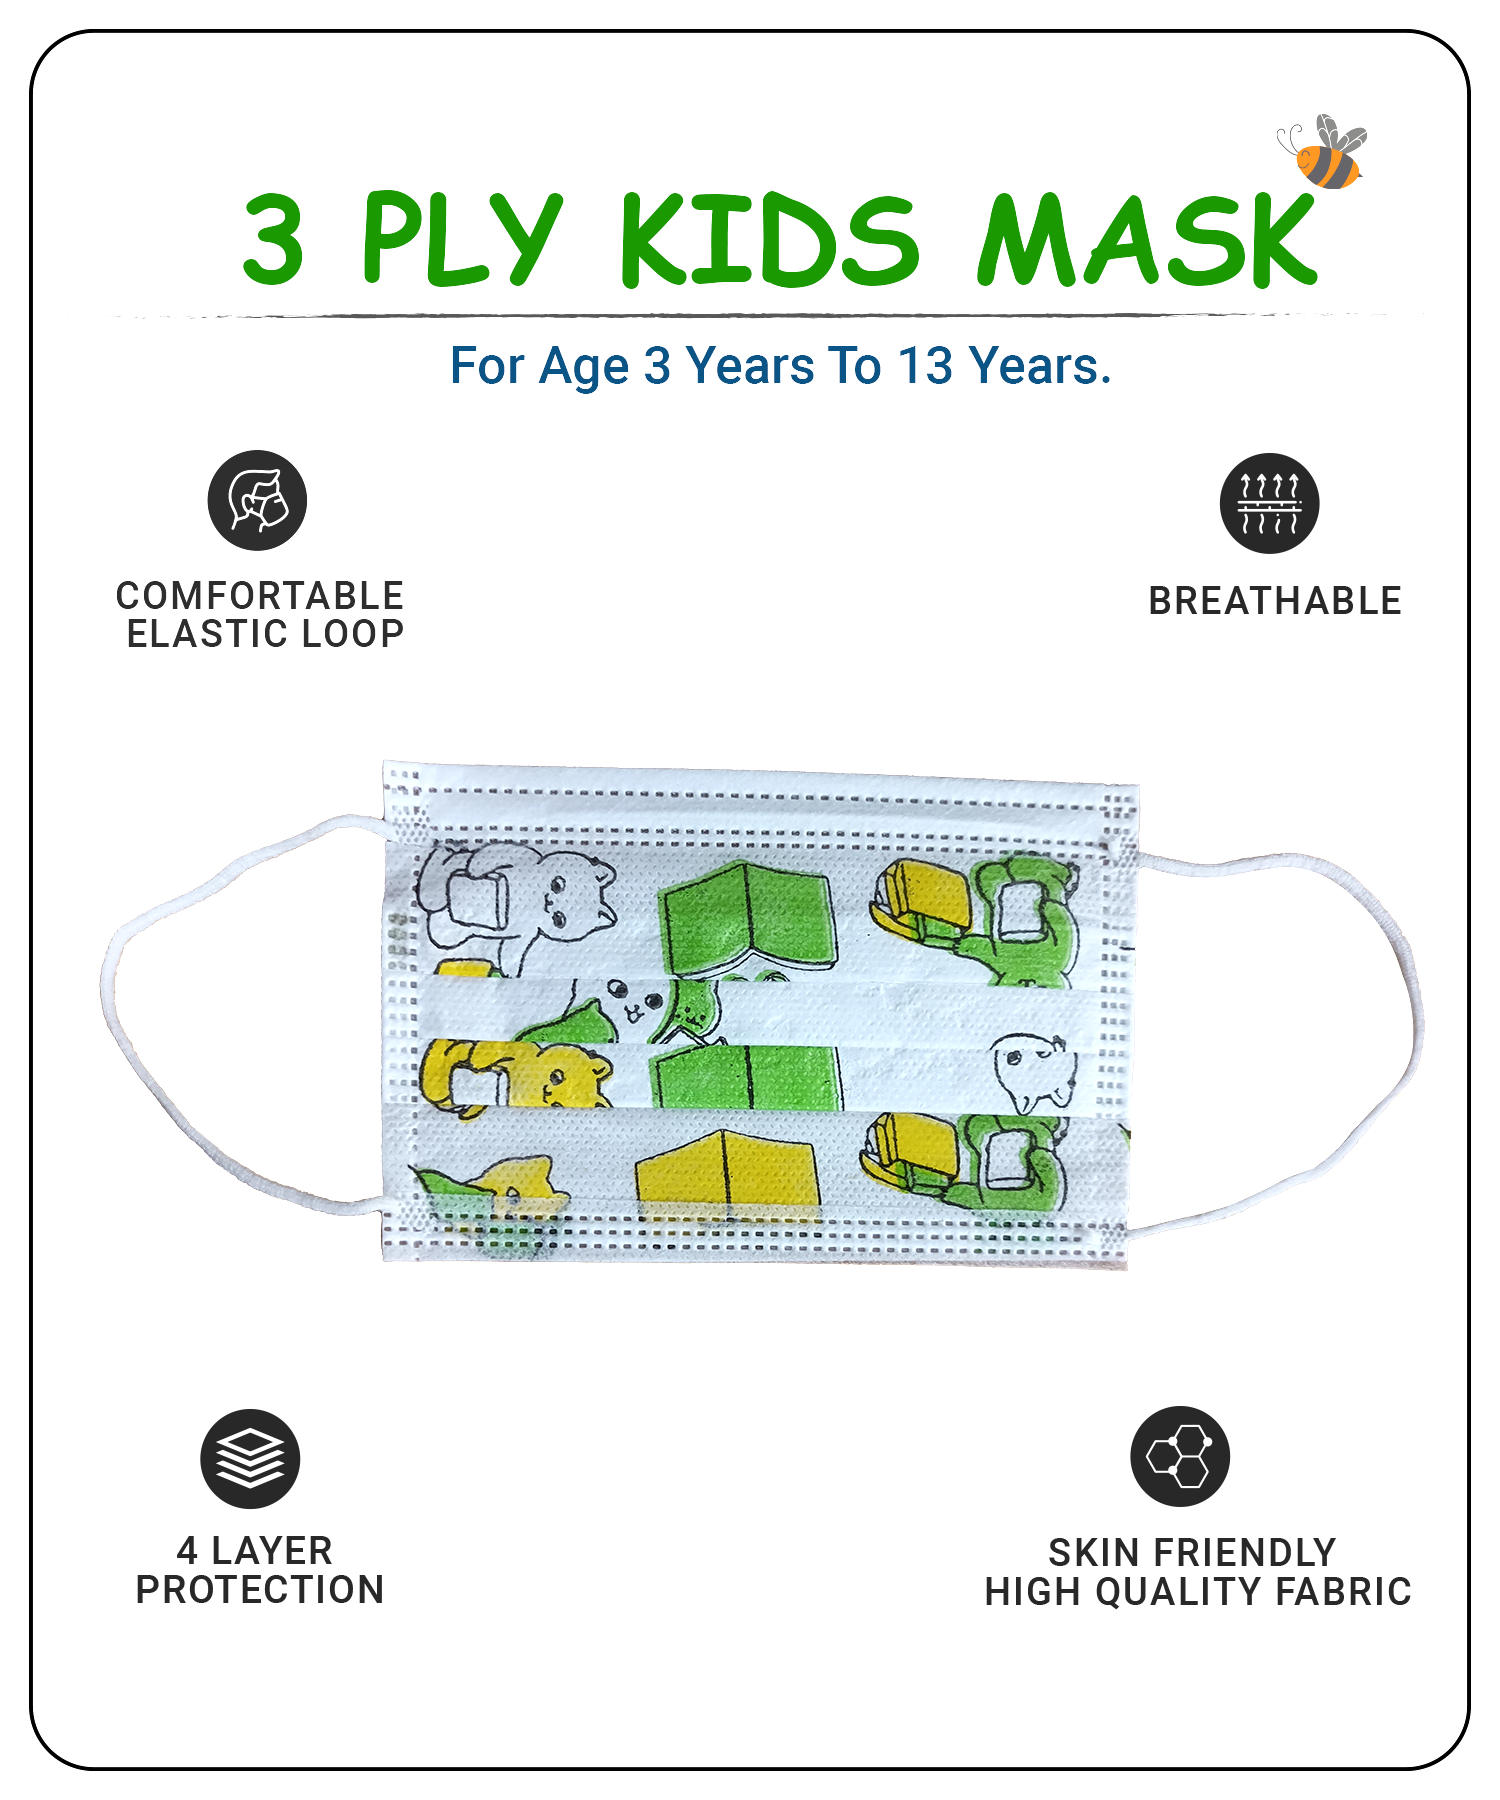 3 PLY KIDS MASK
For Age 3 Years To 13 Years.
COMFORTABLE
ELASTIC LOOP
BREATHABLE
4 LAYER
PROTECTION
SKIN FRIENDLY
HIGH QUALITY FABRIC